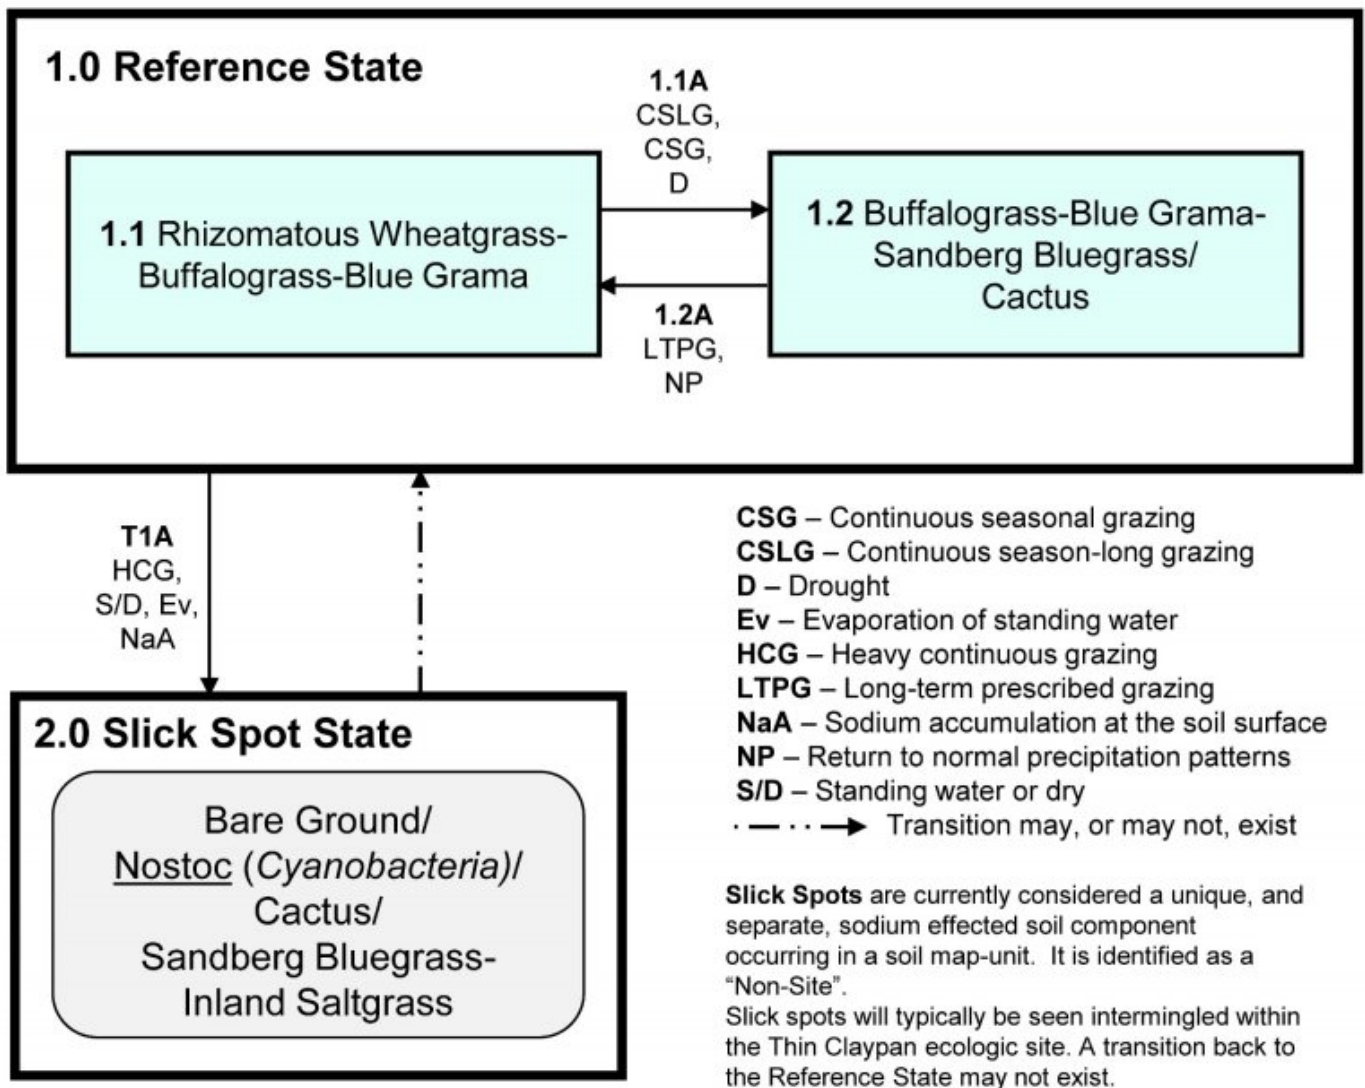 1.0 Reference State
1.1A
CSLG,
CSG,
D
1.1 Rhizomatous Wheatgrass-
Buffalograss-Blue Grama
1.2 Buffalograss-Blue Grama-
Sandberg Bluegrass/
Cactus
1.2A
LTPG,
NP
T1A
HCG,
S/D, Ev,
NaA
2.0 Slick Spot State
Bare Ground/
Nostoc (Cyanobacteria)/
Cactus/
Sandberg Bluegrass-
Inland Saltgrass
CSG – Continuous seasonal grazing
CSLG – Continuous season-long grazing
D – Drought
Ev – Evaporation of standing water
HCG – Heavy continuous grazing
LTPG – Long-term prescribed grazing
NaA – Sodium accumulation at the soil surface
NP – Return to normal precipitation patterns
S/D – Standing water or dry
Transition may, or may not, exist
Slick Spots are currently considered a unique, and
separate, sodium effected soil component
occurring in a soil map-unit. It is identified as a
“Non-Site”.
Slick spots will typically be seen intermingled within
the Thin Claypan ecologic site. A transition back to
the Reference State may not exist.